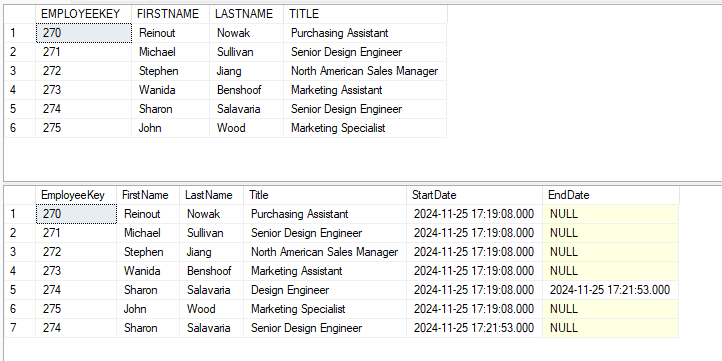 EMPLOYEEKEY FIRSTNAME LASTNAME TITLE
1 270 Reinout Nowak Purchasing Assistant
2 271 Michael Sullivan Senior Design Engineer
3 272 Stephen Jiang North American Sales Manager
4 273 Wanida Benshoof Marketing Assistant
5 274 Sharon Salavaria Senior Design Engineer
6 275 John Wood Marketing Specialist
EmployeeKey FirstName LastName Title StartDate EndDate
1 270 Reinout Nowak Purchasing Assistant 2024-11-25 17:19:08.000 NULL
2 271 Michael Sullivan Senior Design Engineer 2024-11-25 17:19:08.000 NULL
3 272 Stephen Jiang North American Sales Manager 2024-11-25 17:19:08.000 NULL
4 273 Wanida Benshoof Marketing Assistant 2024-11-25 17:19:08.000 NULL
5 274 Sharon Salavaria Design Engineer 2024-11-25 17:19:08.000 2024-11-25 17:21:53.000
6 275 John Wood Marketing Specialist 2024-11-25 17:19:08.000 NULL
7 274 Sharon Salavaria Senior Design Engineer 2024-11-25 17:21:53.000 NULL